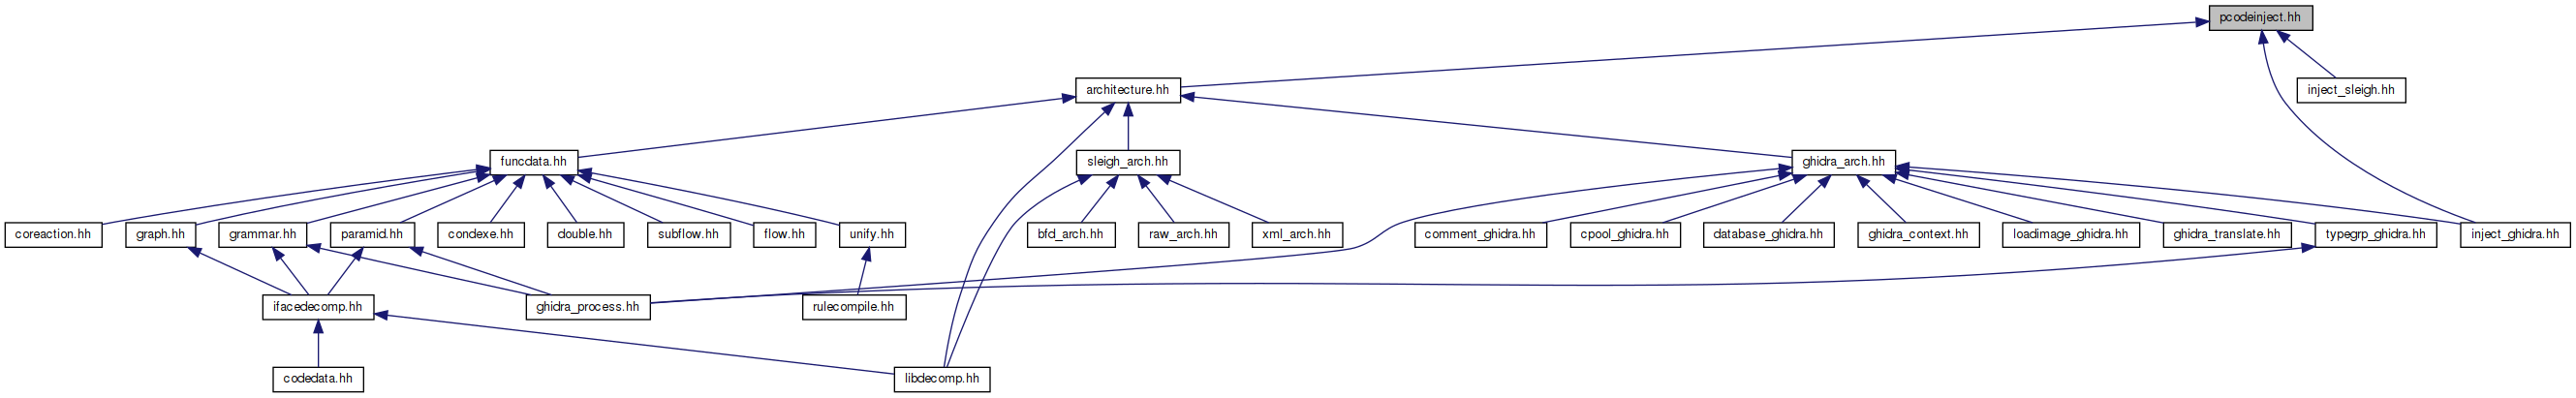 pcodeinject.hh
architecture.hh
inject_sleigh.hh
funcdata.hh
sleigh_arch.hh
ghidra_arch.hh
coreaction.hh
graph.hh
grammar.hh
paramid.hh
condexe.hh
double.hh
subflow.hh
flow.hh
unify.hh
bfd_arch.hh
raw_arch.hh
xml_arch.hh
comment_ghidra.hh
cpool_ghidra.hh
database_ghidra.hh
ghidra_context.hh
loadimage_ghidra.hh
ghidra_translate.hh
typegrp_ghidra.hh
inject_ghidra.hh
ifacedecomp.hh
ghidra_process.hh
rulecompile.hh
codedata.hh
libdecomp.hh